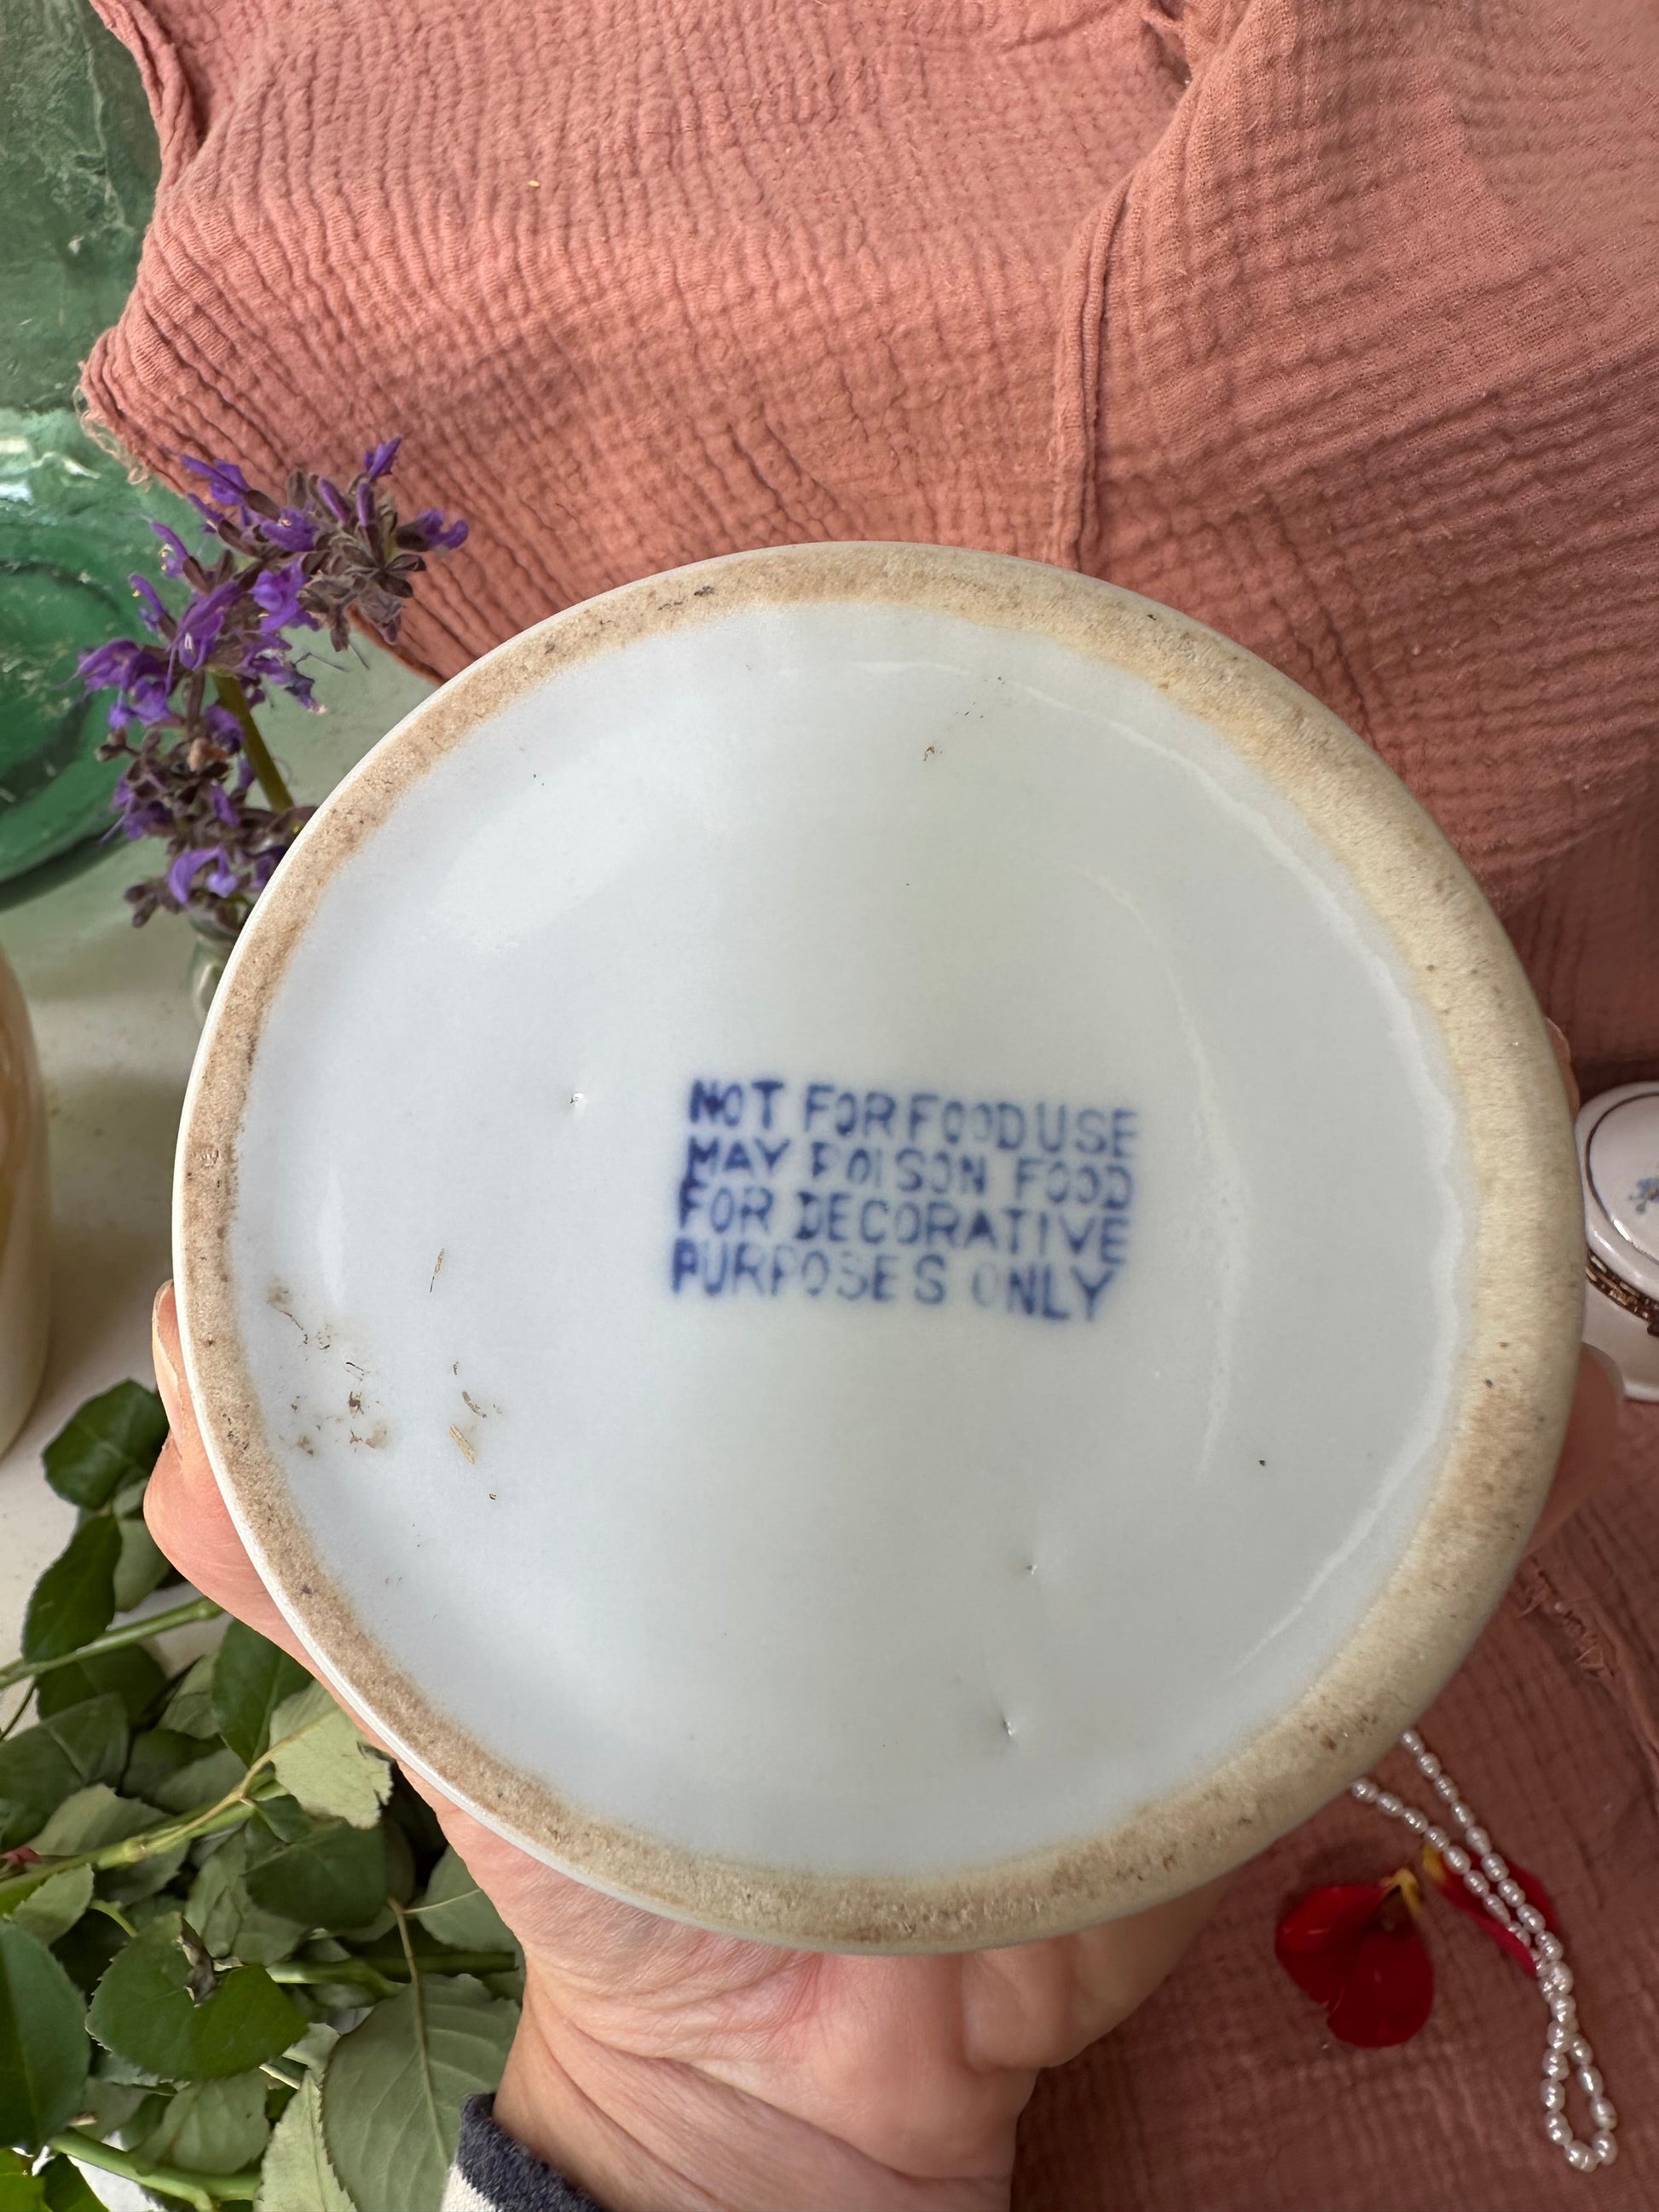 NOT FOR FOOD USE
MAY POISON FOOD
FOR DECORATIVE
PURPOSES ONLY